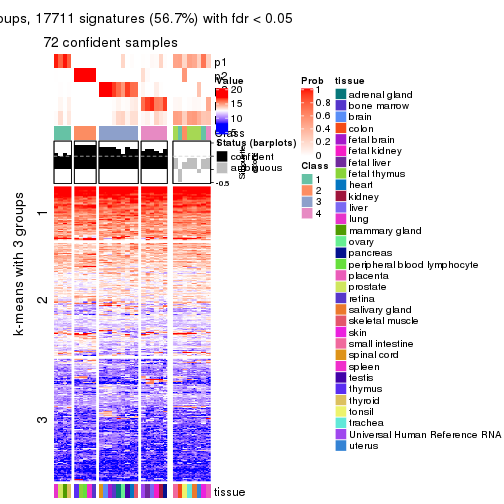 oups, 17711 signatures (56.7%) with fdr < 0.05
72 confident samples
p1
p2
Value
20
15
10
5
Class
Status (barplots)
confident
ambiguous
-0.5
k-means with 3 groups
1
2
3
tissue
Prob
1
0.8
0.6
0.4
0.2
0
Class
1
2
3
4
tissue
adrenal gland
bone marrow
brain
colon
fetal brain
fetal kidney
fetal liver
fetal thymus
heart
kidney
liver
lung
mammary gland
ovary
pancreas
peripheral blood lymphocyte
placenta
prostate
retina
salivary gland
skeletal muscle
skin
small intestine
spinal cord
spleen
testis
thymus
thyroid
tonsil
trachea
Universal Human Reference RNA
uterus